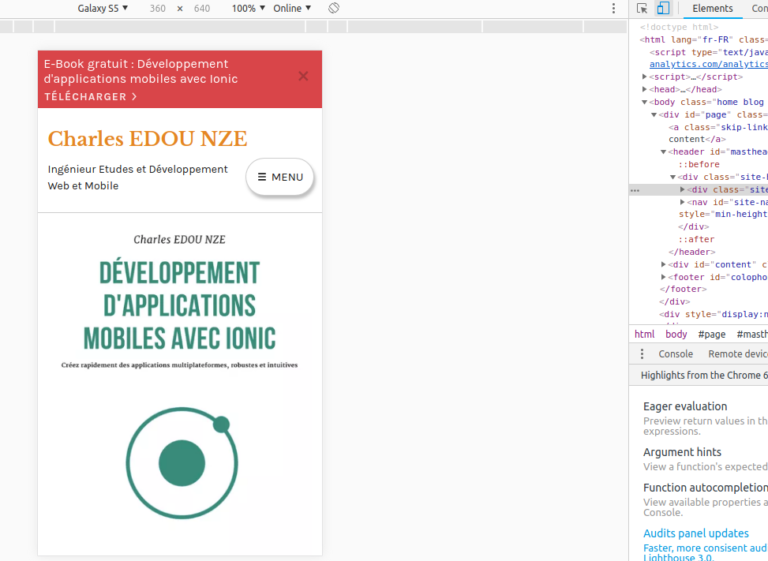 Galaxy S5 ▼ 360 × 640 100% ▼ Online ▼
Elements Con
E-Book gratuit : Développement
d'applications mobiles avec Ionic
TÉLÉCHARGER >
×
Charles EDOU NZE
Ingénieur Etudes et Développement
Web et Mobile
☰ MENU
Charles EDOU NZE
DÉVELOPPEMENT
D'APPLICATIONS
MOBILES AVEC IONIC
Créez rapidement des applications multiplateformes, robustes et intuitives
<!doctype html>
<html lang="fr-FR" class=
<script type="text/java
analytics.com/analytics
▶<script>…</script>
▶<head>…</head>
▼<body class="home blog
▼<div id="page" class=
<a class="skip-link
content</a>
▼<header id="masthea
::before
▼<div class="site-b
▶<div class="site
▶<nav id="site-na
style="min-height
</div>
::after
</header>
▶<div id="content" c
▶<footer id="colopho
</footer>
</div>
<div style="display:n
html body #page #masth
Console Remote devic
Highlights from the Chrome 6
Eager evaluation
Preview return values in th
expressions.
Argument hints
View a function's expected
Function autocompletion
View available properties a
Console.
Audits panel updates
Faster, more consisent aud
Lighthouse 3.0.